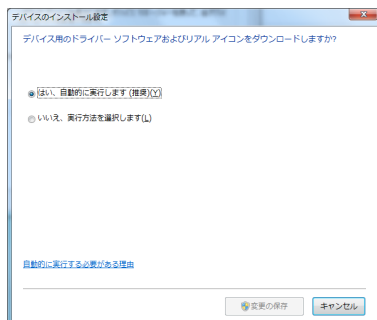 デバイスのインストール設定
デバイス用のドライバー ソフトウェアおよびリアル アイコンをダウンロードしますか?
はい、自動的に実行します (推奨)(Y)
いいえ、実行方法を選択します(L)
自動的に実行する必要がある理由
変更の保存
キャンセル